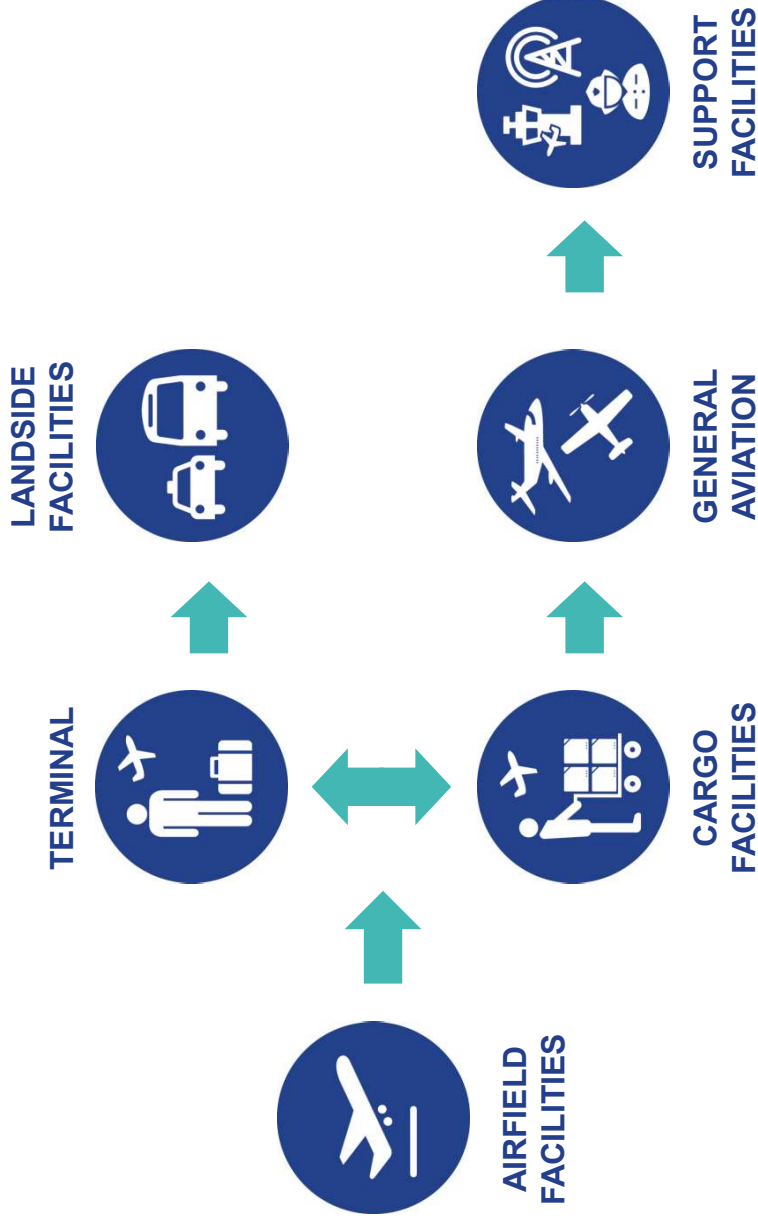 AIRFIELD
FACILITIES
TERMINAL
CARGO
FACILITIES
LANDSIDE
FACILITIES
GENERAL
AVIATION
SUPPORT
FACILITIES